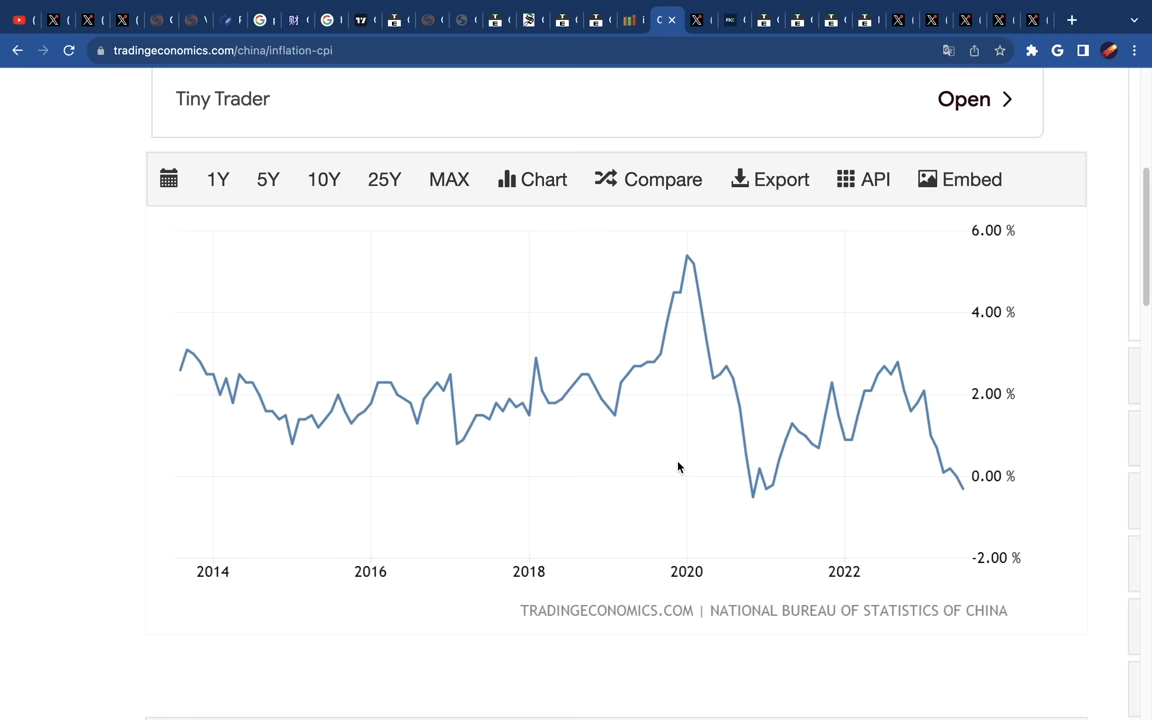 tradingeconomics.com/china/inflation-cpi
Tiny Trader
Open
1Y 5Y 10Y 25Y MAX Chart Compare Export API Embed
6.00 %
4.00 %
2.00 %
0.00 %
-2.00 %
2014 2016 2018 2020 2022
TRADINGECONOMICS.COM | NATIONAL BUREAU OF STATISTICS OF CHINA